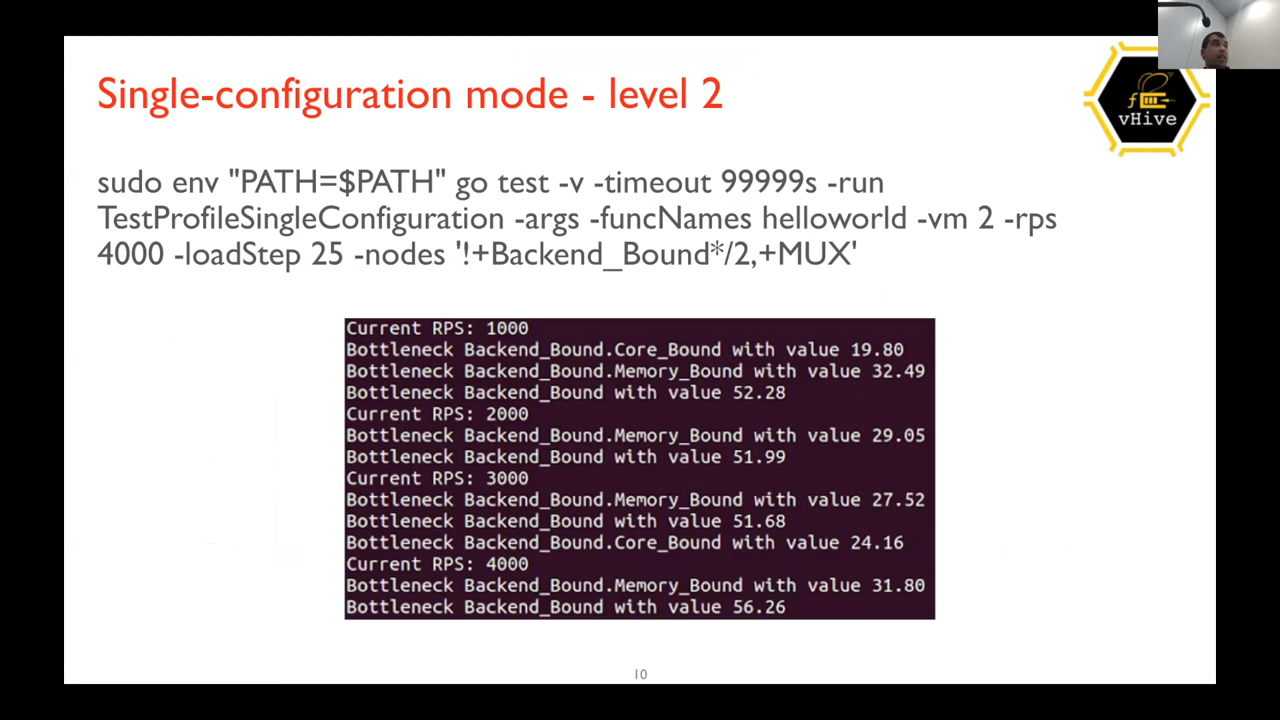 Single-configuration mode - level 2
vHive
sudo env "PATH=$PATH" go test -v -timeout 99999s -run
TestProfileSingleConfiguration -args -funcNames helloworld -vm 2 -rps
4000 -loadStep 25 -nodes '!+Backend_Bound*/2,+MUX'
Current RPS: 1000
Bottleneck Backend_Bound.Core_Bound with value 19.80
Bottleneck Backend_Bound.Memory_Bound with value 32.49
Bottleneck Backend_Bound with value 52.28
Current RPS: 2000
Bottleneck Backend_Bound.Memory_Bound with value 29.05
Bottleneck Backend_Bound with value 51.99
Current RPS: 3000
Bottleneck Backend_Bound.Memory_Bound with value 27.52
Bottleneck Backend_Bound with value 51.68
Bottleneck Backend_Bound.Core_Bound with value 24.16
Current RPS: 4000
Bottleneck Backend_Bound.Memory_Bound with value 31.80
Bottleneck Backend_Bound with value 56.26
10